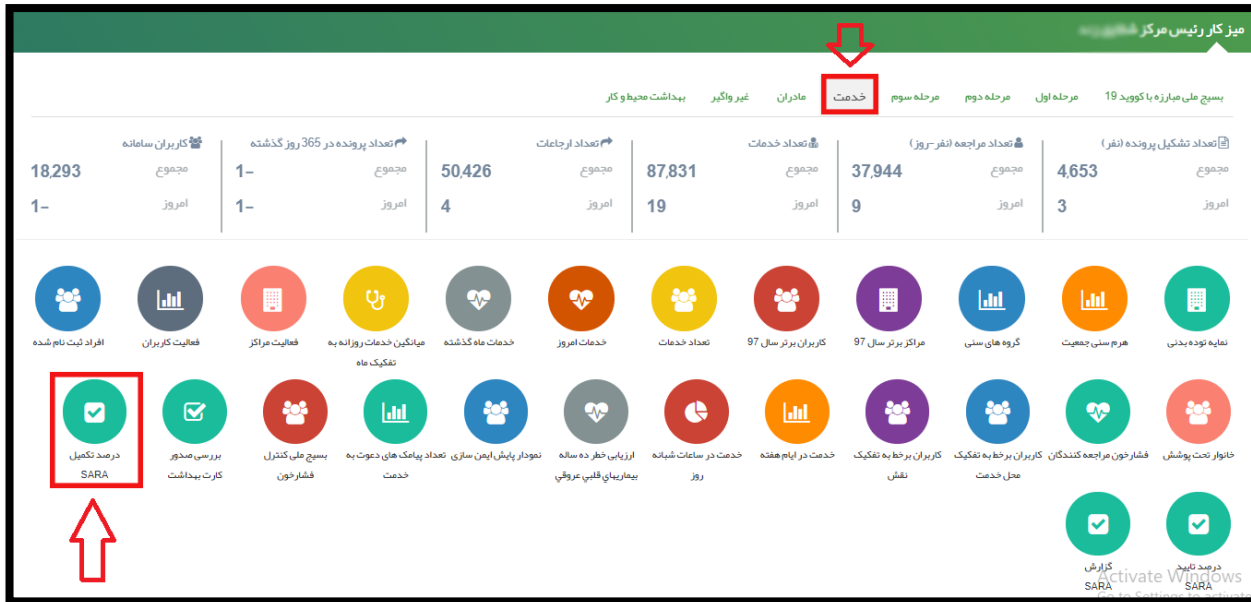 میز کار رئیس مرکز
بسیج ملی مبارزه با کووید 19 مرحله اول مرحله دوم مرحله سوم خدمت مادران غیر واگیر بهداشت محیط و کار
تعداد تشکیل پرونده (نفر) تعداد مراجعه (نفر-روز) تعداد خدمات تعداد ارجاعات تعداد پرونده در 365 روز گذشته کاربران سامانه
مجموع 4,653 مجموع 37,944 مجموع 87,831 مجموع 50,426 مجموع −1 مجموع 18,293
امروز 3 امروز 9 امروز 19 امروز 4 امروز −1 امروز −1
نمایه توده بدنی هرم سنی جمعیت گروه های سنی مراکز برتر سال 97 کاربران برتر سال 97 تعداد خدمات خدمات امروز خدمات ماه گذشته میانگین خدمات روزانه به فعالیت مراکز فعالیت کاربران افراد ثبت نام شده
تفکیک ماه
خانوار تحت پوشش فشارخون مراجعه کنندگان کاربران برخط به تفکیک کاربران برخط به تفکیک خدمت در ایام هفته خدمت در ساعات شبانه ارزیابی خطر ده ساله نمودار پایش ایمن سازی تعداد پیامک های دعوت به بسیج ملی کنترل بررسی صدور درصد تکمیل
محل خدمت نقش روز بیماریهاي قلبي عروقي خدمت فشارخون کارت بهداشت SARA
درصد تایید گزارش
SARA SARA
Activate Windows
Go to Settings to activate